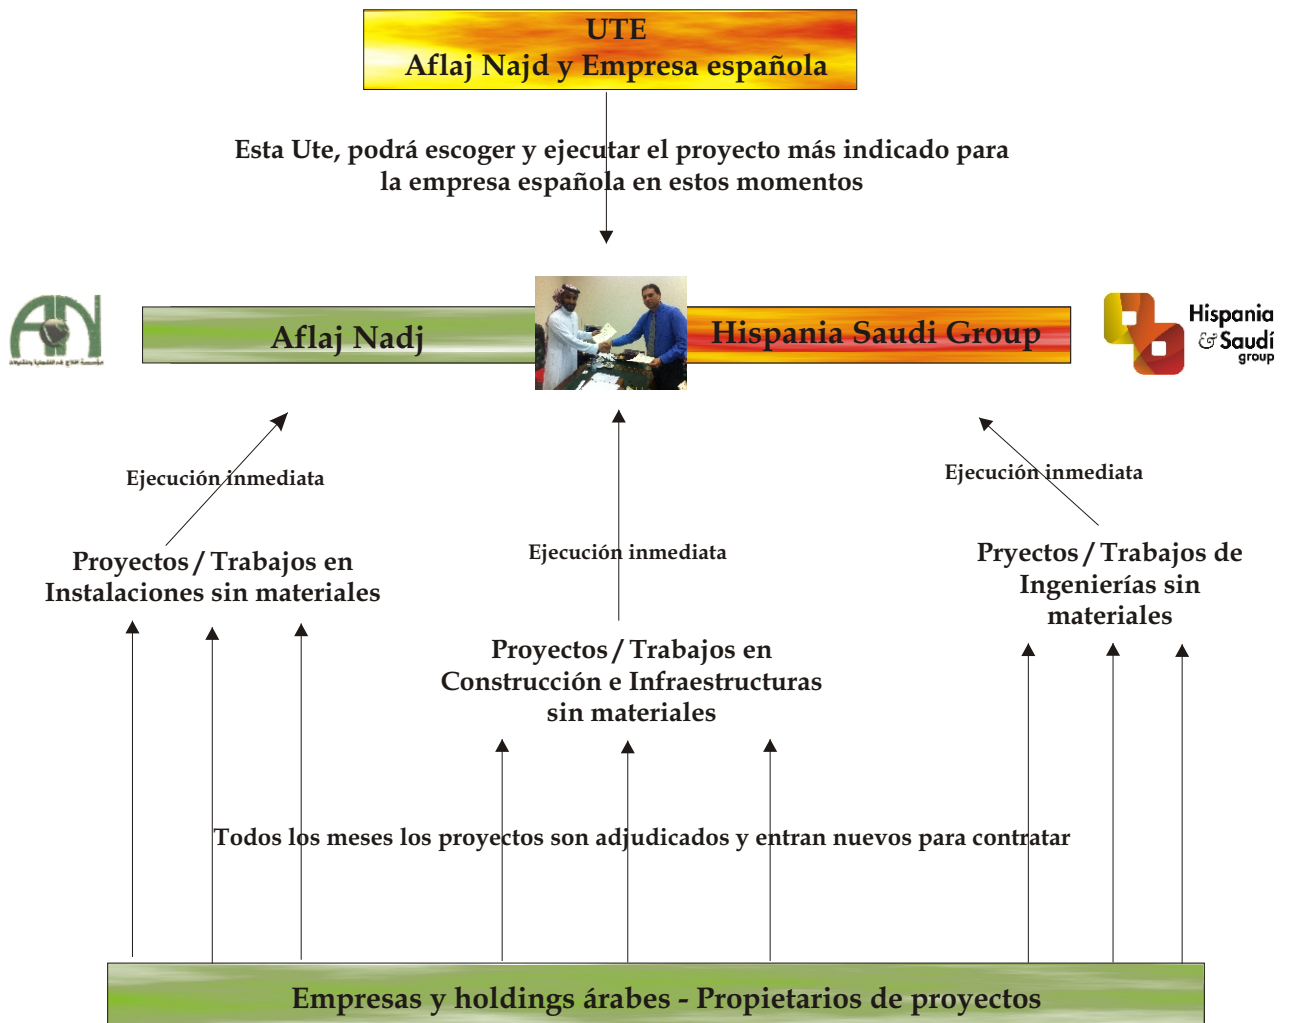 UTE
Aflaj Najd y Empresa española
Esta Ute, podrá escoger y ejecutar el proyecto más indicado para
la empresa española en estos momentos
Aflaj Nadj
Hispania Saudi Group
Hispania
& Saudí
group
Ejecución inmediata
Ejecución inmediata
Ejecución inmediata
Proyectos / Trabajos en
Instalaciones sin materiales
Pryectos / Trabajos de
Ingenierías sin
materiales
Proyectos / Trabajos en
Construcción e Infraestructuras
sin materiales
Todos los meses los proyectos son adjudicados y entran nuevos para contratar
Empresas y holdings árabes - Propietarios de proyectos